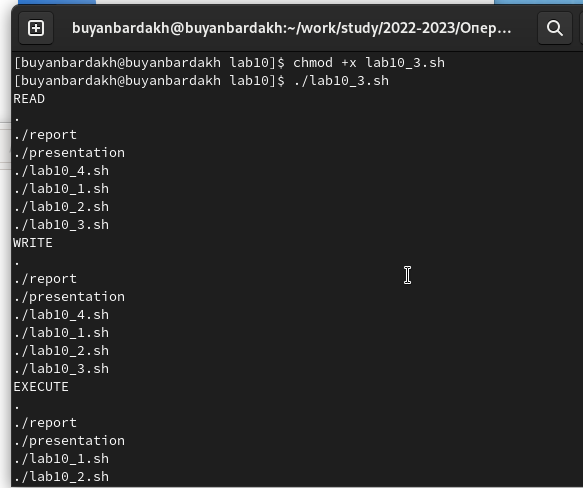 buyanbardakh@buyanbardakh:~/work/study/2022-2023/Опер...
[buyanbardakh@buyanbardakh lab10]$ chmod +x lab10_3.sh
[buyanbardakh@buyanbardakh lab10]$ ./lab10_3.sh
READ
.
./report
./presentation
./lab10_4.sh
./lab10_1.sh
./lab10_2.sh
./lab10_3.sh
WRITE
.
./report
./presentation
./lab10_4.sh
./lab10_1.sh
./lab10_2.sh
./lab10_3.sh
EXECUTE
.
./report
./presentation
./lab10_1.sh
./lab10_2.sh